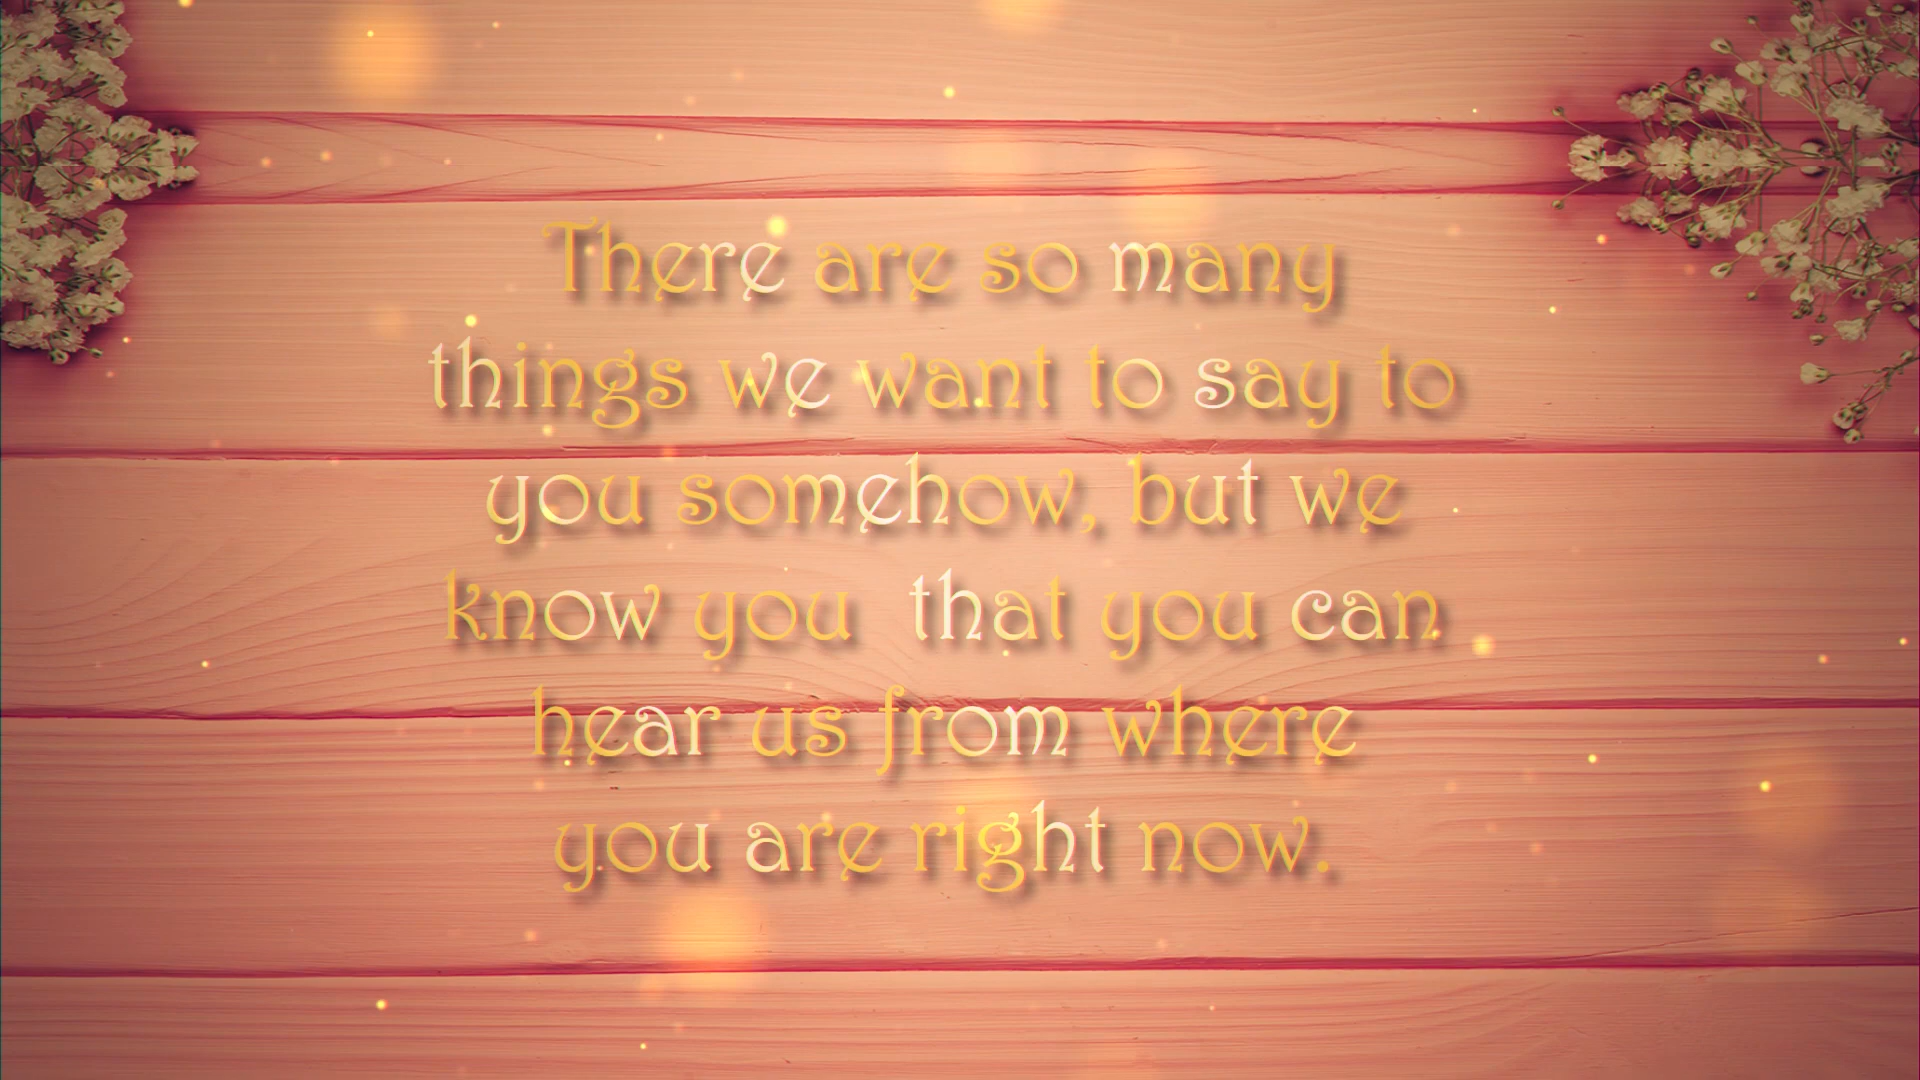 There are so many
things we want to say to
you somehow, but we
know you  that you can
hear us from where
you are right now.